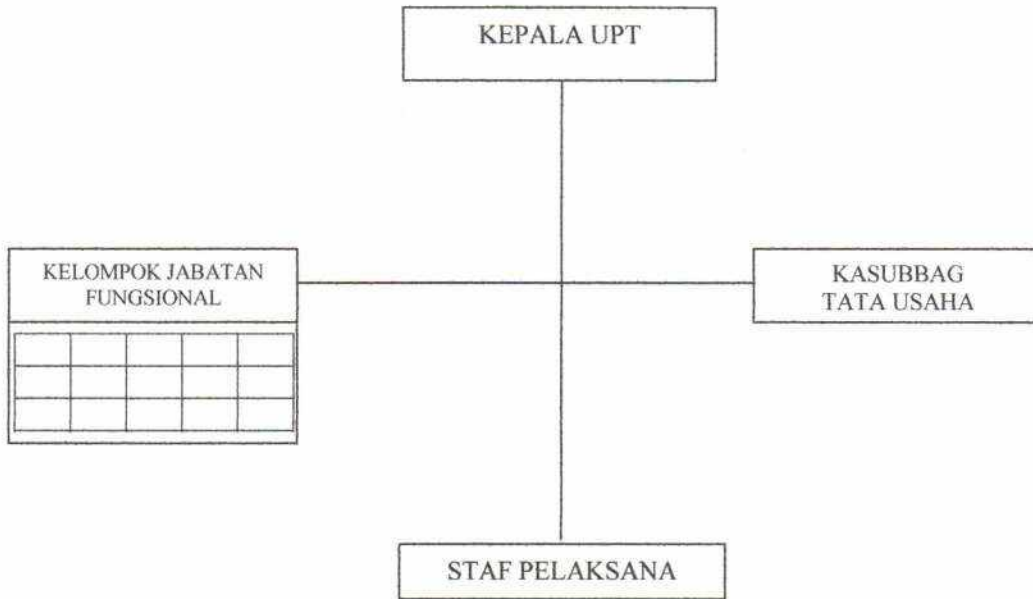 KEPALA UPT
KELOMPOK JABATAN
FUNGSIONAL
KASUBBAG
TATA USAHA
STAF PELAKSANA